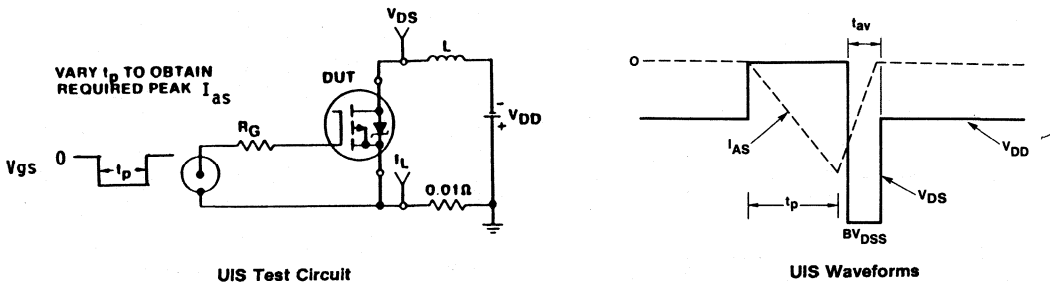 VDS
L
VARY tp TO OBTAIN
REQUIRED PEAK Ias
DUT
-
+
VDD
RG
Vgs
0
tp
IL
0.01Ω
UIS Test Circuit
tav
0
IAS
VDD
tp
VDS
BVDSS
UIS Waveforms